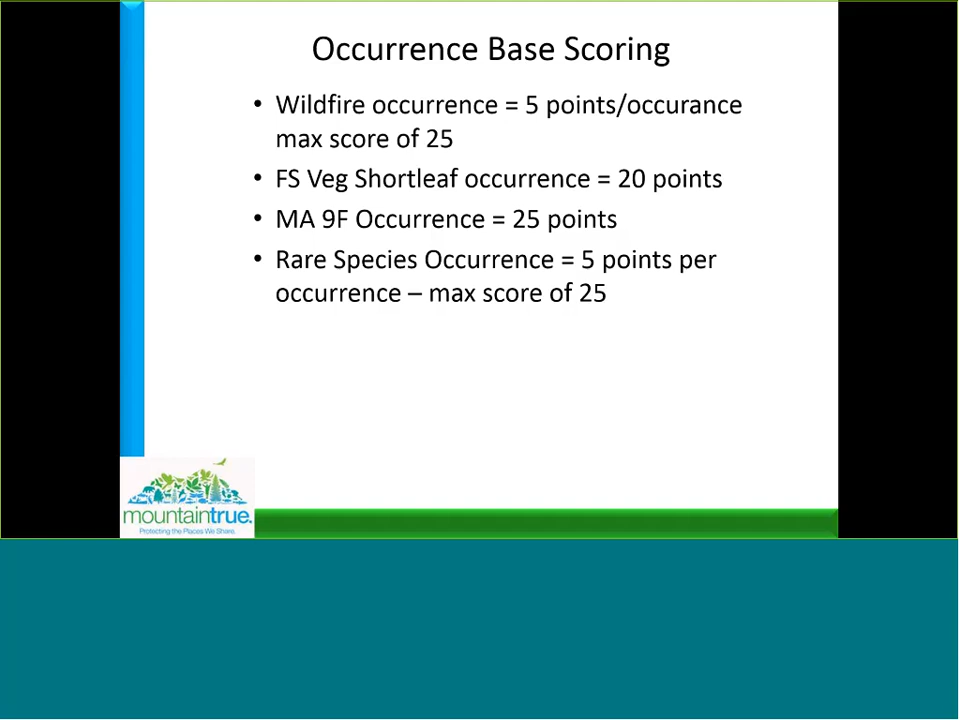 Occurrence Base Scoring
• Wildfire occurrence = 5 points/occurance
max score of 25
• FS Veg Shortleaf occurrence = 20 points
• MA 9F Occurrence = 25 points
• Rare Species Occurrence = 5 points per
occurrence – max score of 25
mountaintrue.
Protecting the Places We Share.